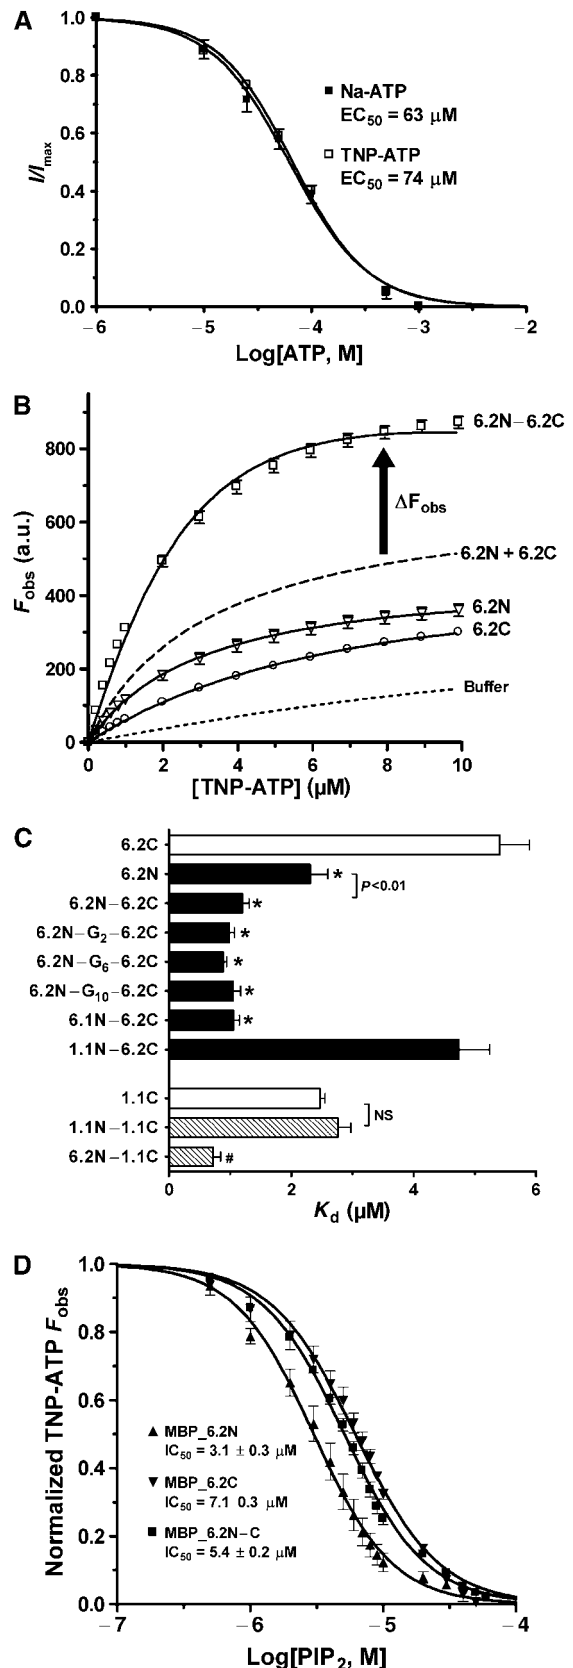 A
1.0
0.8
0.6
0.4
0.2
0.0
I/Imax
Na-ATP
EC50 = 63 µM
TNP-ATP
EC50 = 74 µM
−6 −5 −4 −3 −2
Log[ATP, M]
B
800
600
400
200
0
Fobs (a.u.)
6.2N−6.2C
ΔFobs
6.2N + 6.2C
6.2N
6.2C
Buffer
0 2 4 6 8 10
[TNP-ATP] (µM)
C
6.2C
6.2N *
P<0.01
6.2N−6.2C *
6.2N−G2−6.2C *
6.2N−G6−6.2C *
6.2N−G10−6.2C *
6.1N−6.2C *
1.1N−6.2C
1.1C
NS
1.1N−1.1C
6.2N−1.1C #
0 2 4 6
Kd (µM)
D
1.0
0.8
0.6
0.4
0.2
0.0
Normalized TNP-ATP Fobs
MBP_6.2N
IC50 = 3.1 ± 0.3 µM
MBP_6.2C
IC50 = 7.1 0.3 µM
MBP_6.2N−C
IC50 = 5.4 ± 0.2 µM
−7 −6 −5 −4
Log[PIP2, M]